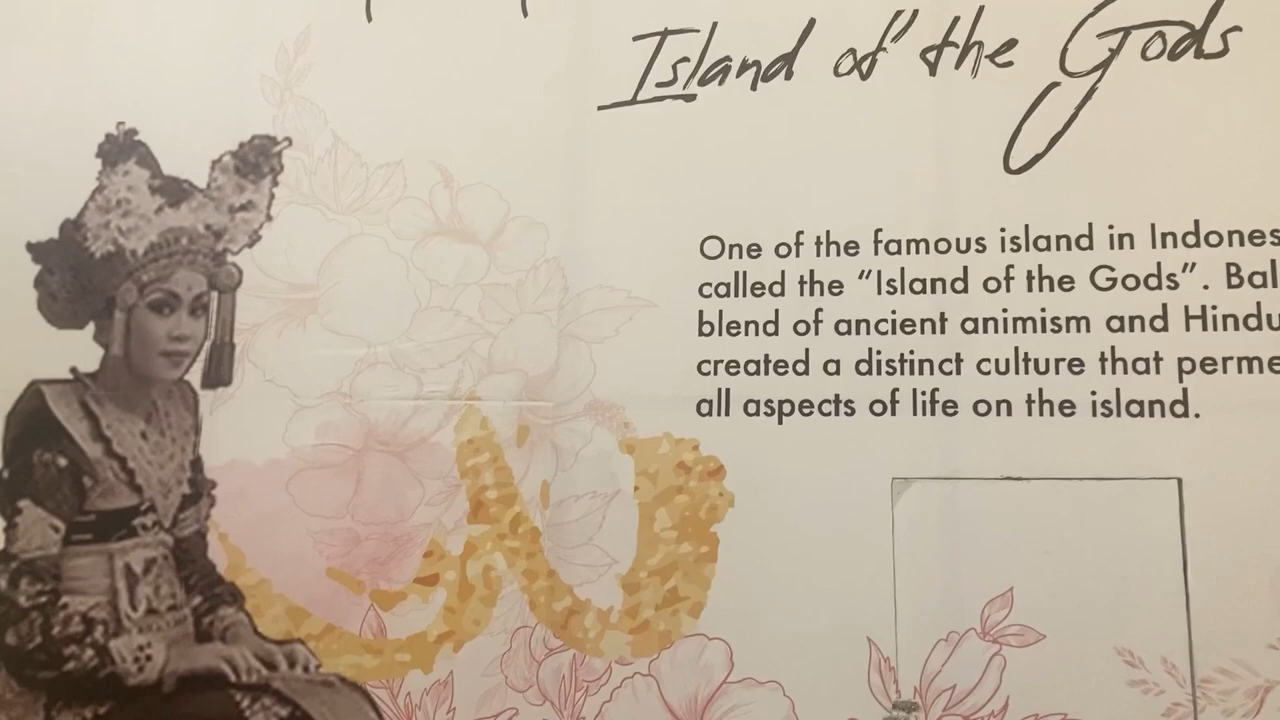 Island of the Gods
One of the famous island in Indones
called the “Island of the Gods”. Bal
blend of ancient animism and Hindu
created a distinct culture that perme
all aspects of life on the island.